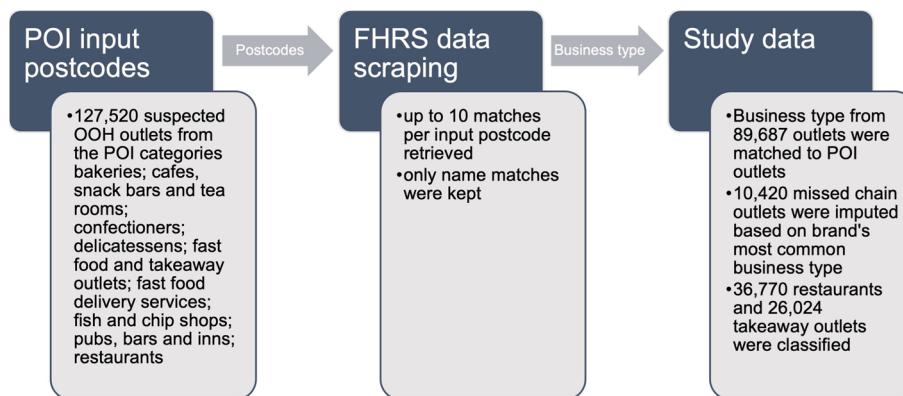 POI input
postcodes
•127,520 suspected
OOH outlets from
the POI categories
bakeries; cafes,
snack bars and tea
rooms;
confectioners;
delicatessens; fast
food and takeaway
outlets; fast food
delivery services;
fish and chip shops;
pubs, bars and inns;
restaurants
Postcodes
FHRS data
scraping
•up to 10 matches
per input postcode
retrieved
•only name matches
were kept
Business type
Study data
•Business type from
89,687 outlets were
matched to POI
outlets
•10,420 missed chain
outlets were imputed
based on brand's
most common
business type
•36,770 restaurants
and 26,024
takeaway outlets
were classified